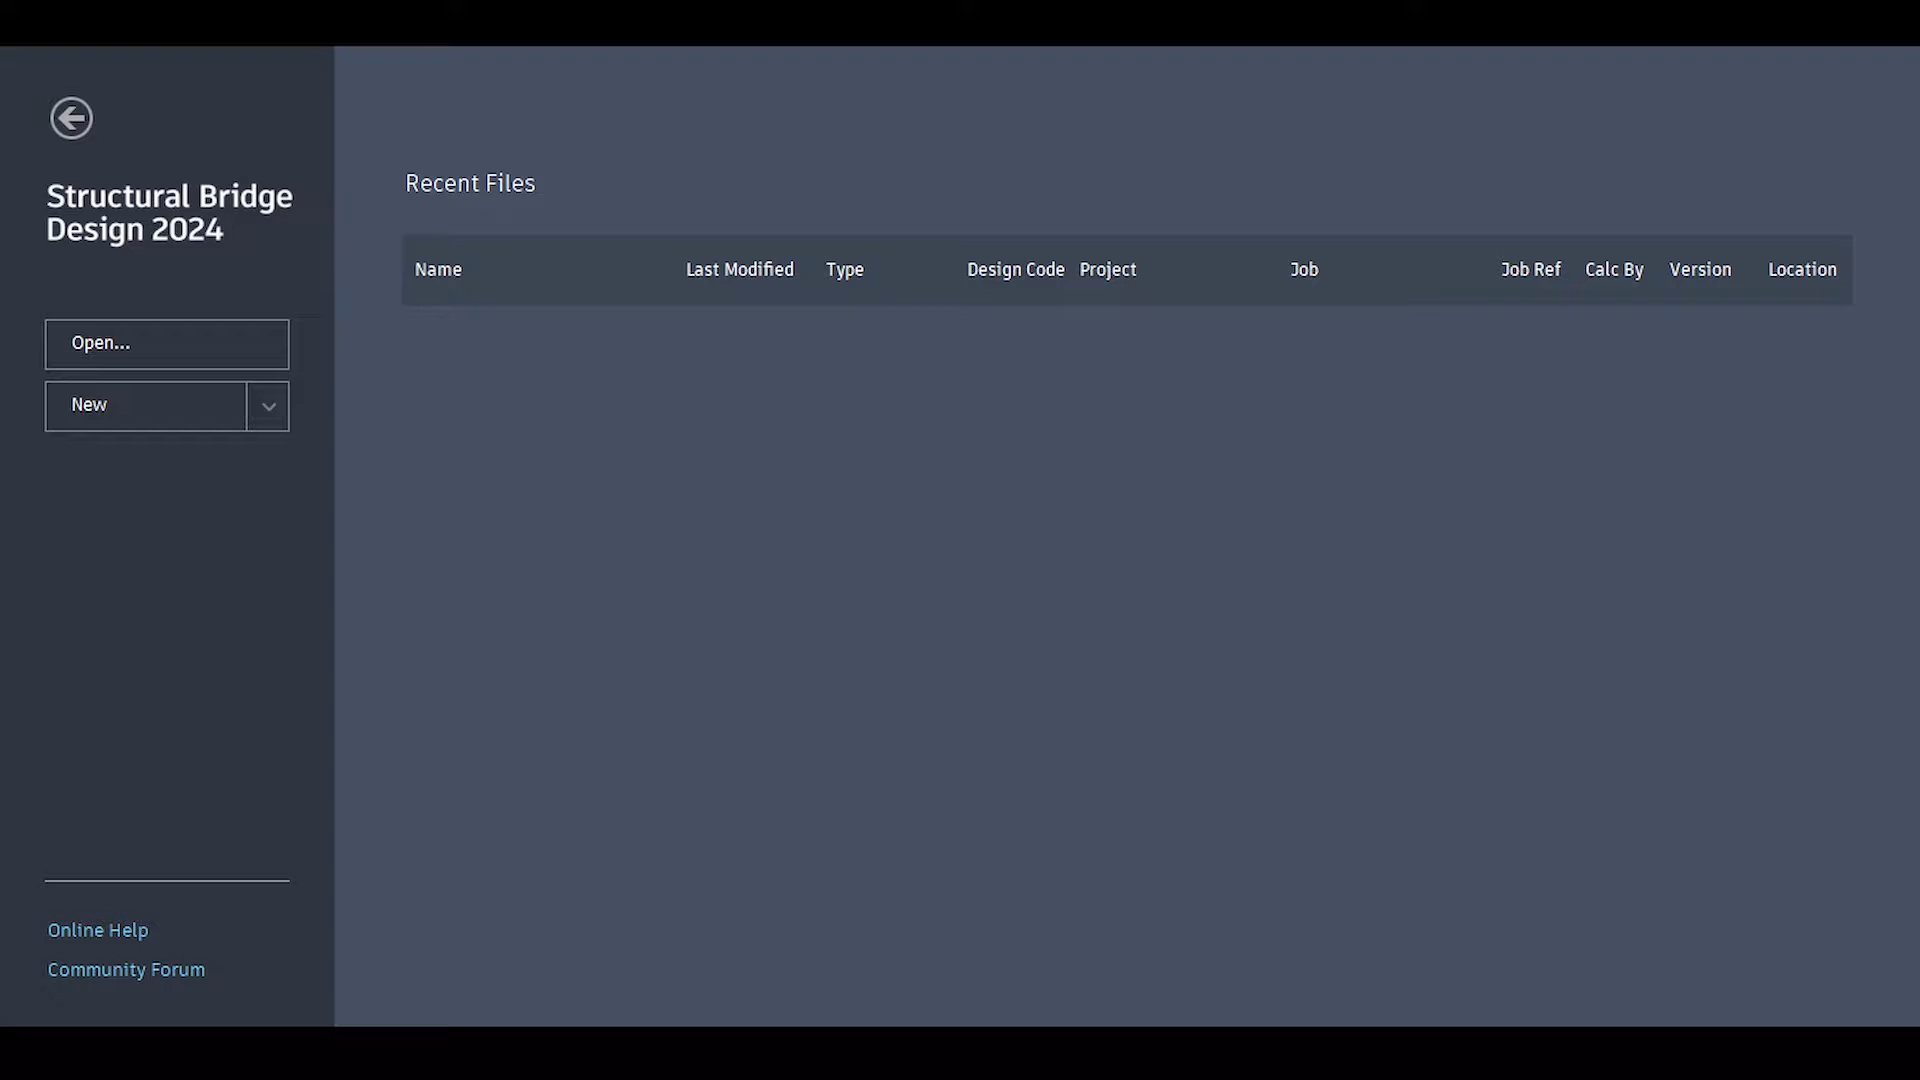 Structural Bridge
Design 2024
Open...
New
Online Help
Community Forum
Recent Files
Name Last Modified Type Design Code Project Job Job Ref Calc By Version Location